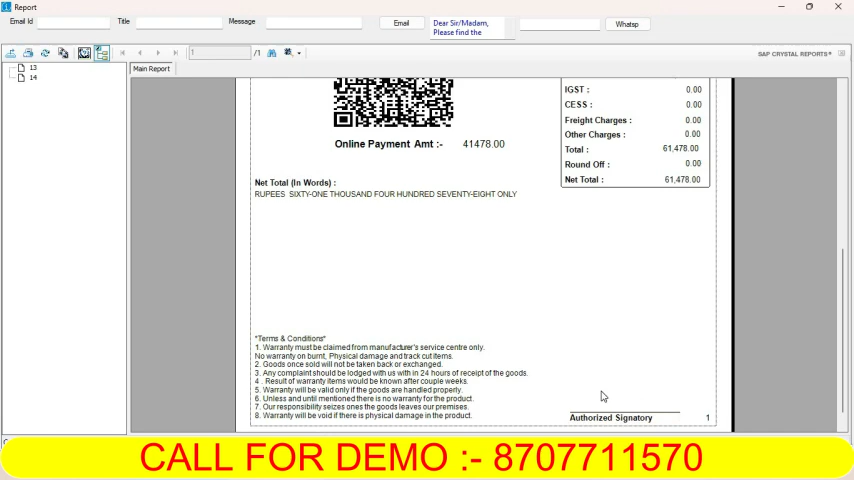 Report
Email Id
Title
Message
Email
Dear Sir/Madam,
Please find the
Whatsp
1
/1
SAP CRYSTAL REPORTS®
13
14
Main Report
IGST : 0.00
CESS : 0.00
Freight Charges : 0.00
Other Charges : 0.00
Total : 61,478.00
Round Off : 0.00
Net Total : 61,478.00
Online Payment Amt :- 41478.00
Net Total (In Words) :
RUPEES SIXTY-ONE THOUSAND FOUR HUNDRED SEVENTY-EIGHT ONLY
*Terms & Conditions*
1. Warranty must be claimed from manufacturer's service centre only.
No warranty on burnt, Physical damage and track cut items.
2. Goods once sold will not be taken back or exchanged.
3. Any complaint should be lodged with us with in 24 hours of receipt of the goods.
4 . Result of warranty items would be known after couple weeks.
5. Warranty will be valid only if the goods are handled properly.
6. Unless and until mentioned there is no warranty for the product.
7. Our responsibility seizes ones the goods leaves our premises.
8. Warranty will be void if there is physical damage in the product.
Authorized Signatory 1
CALL FOR DEMO :- 8707711570